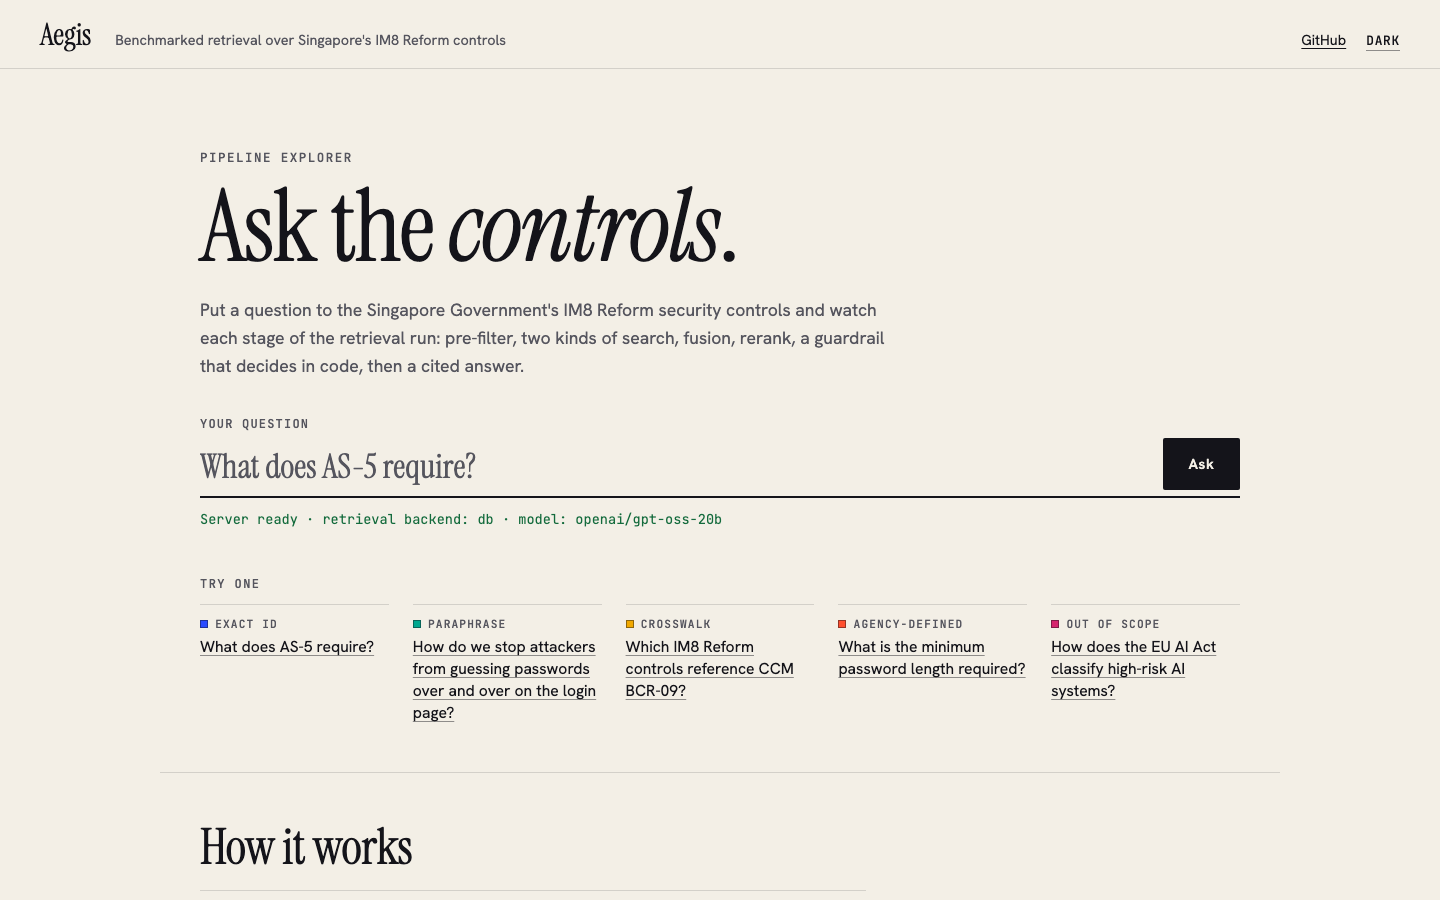 Aegis
Benchmarked retrieval over Singapore's IM8 Reform controls
GitHub
DARK
PIPELINE EXPLORER
Ask the controls.
Put a question to the Singapore Government's IM8 Reform security controls and watch
each stage of the retrieval run: pre-filter, two kinds of search, fusion, rerank, a guardrail
that decides in code, then a cited answer.
YOUR QUESTION
What does AS-5 require?
Ask
Server ready · retrieval backend: db · model: openai/gpt-oss-20b
TRY ONE
EXACT ID
What does AS-5 require?
PARAPHRASE
How do we stop attackers
from guessing passwords
over and over on the login
page?
CROSSWALK
Which IM8 Reform
controls reference CCM
BCR-09?
AGENCY-DEFINED
What is the minimum
password length required?
OUT OF SCOPE
How does the EU AI Act
classify high-risk AI
systems?
How it works